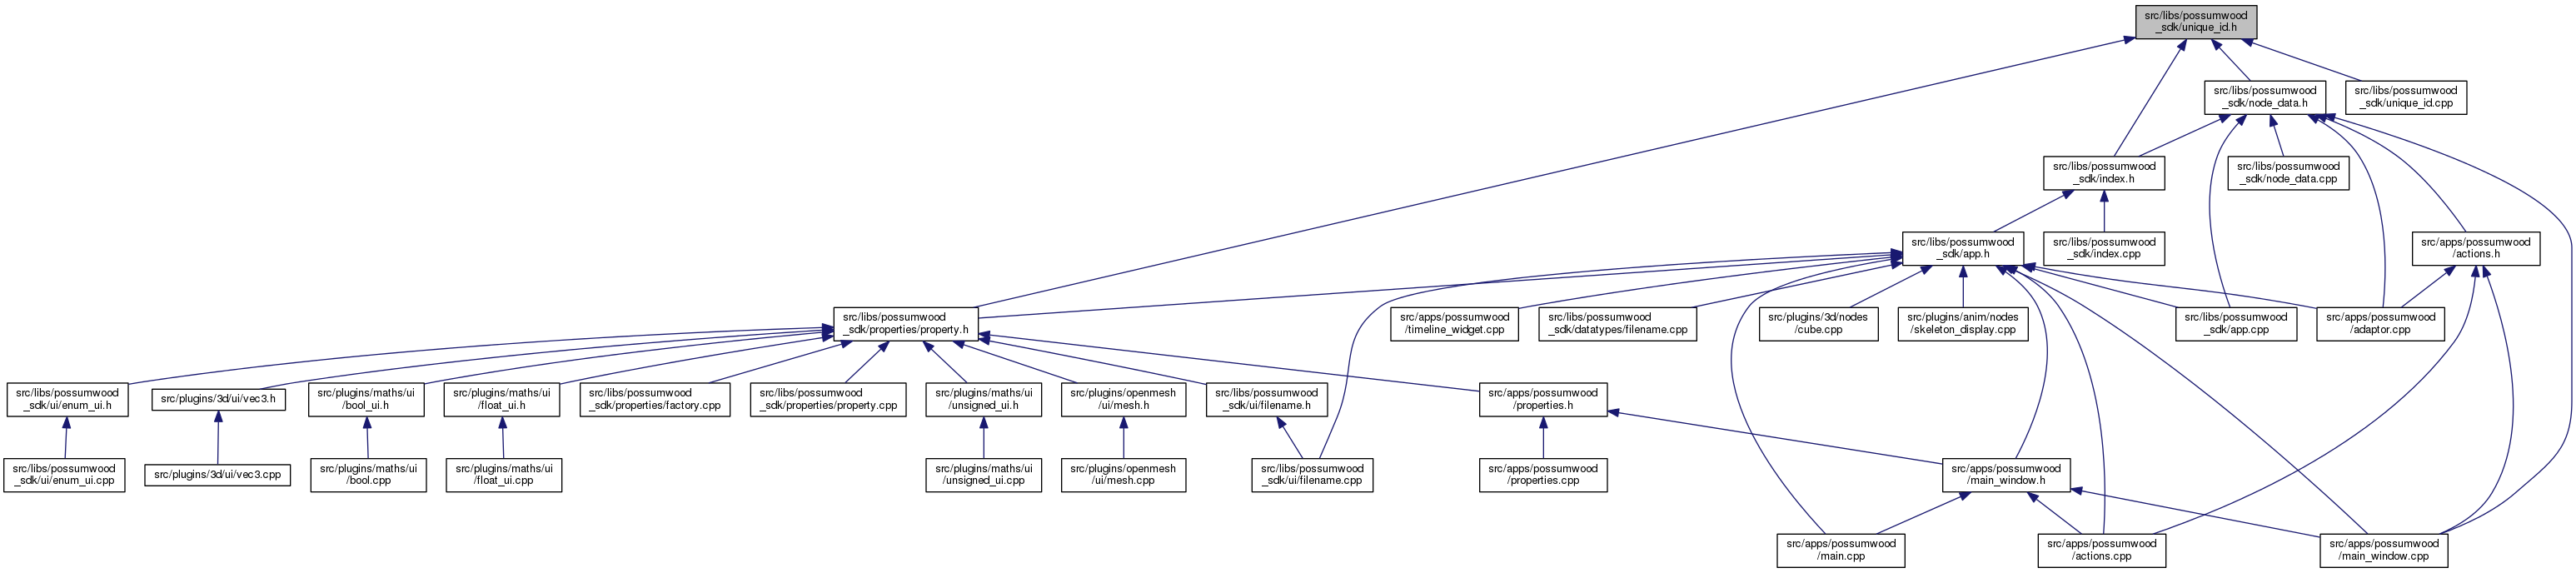 src/libs/possumwood
_sdk/unique_id.h
src/libs/possumwood
_sdk/node_data.h
src/libs/possumwood
_sdk/unique_id.cpp
src/libs/possumwood
_sdk/index.h
src/libs/possumwood
_sdk/node_data.cpp
src/libs/possumwood
_sdk/app.h
src/libs/possumwood
_sdk/index.cpp
src/apps/possumwood
/actions.h
src/libs/possumwood
_sdk/properties/property.h
src/apps/possumwood
/timeline_widget.cpp
src/libs/possumwood
_sdk/datatypes/filename.cpp
src/plugins/3d/nodes
/cube.cpp
src/plugins/anim/nodes
/skeleton_display.cpp
src/libs/possumwood
_sdk/app.cpp
src/apps/possumwood
/adaptor.cpp
src/libs/possumwood
_sdk/ui/enum_ui.h
src/plugins/3d/ui/vec3.h
src/plugins/maths/ui
/bool_ui.h
src/plugins/maths/ui
/float_ui.h
src/libs/possumwood
_sdk/properties/factory.cpp
src/libs/possumwood
_sdk/properties/property.cpp
src/plugins/maths/ui
/unsigned_ui.h
src/plugins/openmesh
/ui/mesh.h
src/libs/possumwood
_sdk/ui/filename.h
src/apps/possumwood
/properties.h
src/libs/possumwood
_sdk/ui/enum_ui.cpp
src/plugins/3d/ui/vec3.cpp
src/plugins/maths/ui
/bool.cpp
src/plugins/maths/ui
/float_ui.cpp
src/plugins/maths/ui
/unsigned_ui.cpp
src/plugins/openmesh
/ui/mesh.cpp
src/libs/possumwood
_sdk/ui/filename.cpp
src/apps/possumwood
/properties.cpp
src/apps/possumwood
/main_window.h
src/apps/possumwood
/main.cpp
src/apps/possumwood
/actions.cpp
src/apps/possumwood
/main_window.cpp